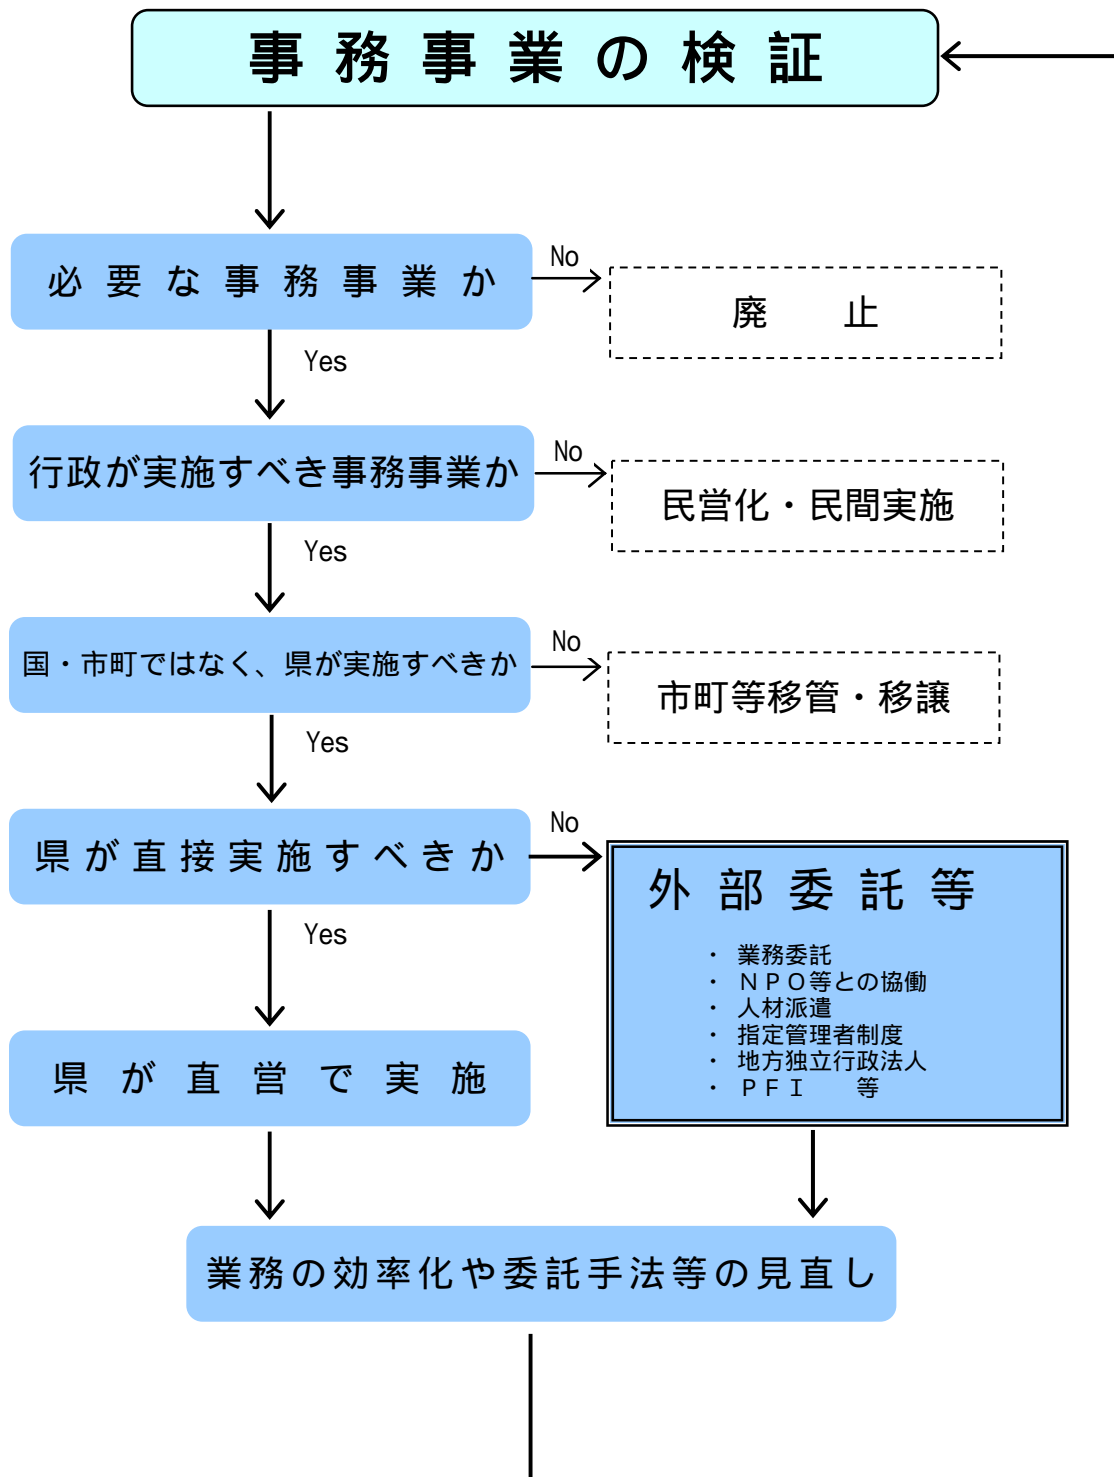 事務事業の検証
必要な事務事業か
No
廃止
Yes
行政が実施すべき事務事業か
No
民営化・民間実施
Yes
国・市町ではなく、県が実施すべきか
No
市町等移管・移譲
Yes
県が直接実施すべきか
No
外部委託等
・ 業務委託
・ ＮＰＯ等との協働
・ 人材派遣
・ 指定管理者制度
・ 地方独立行政法人
・ ＰＦＩ　等
Yes
県が直営で実施
業務の効率化や委託手法等の見直し